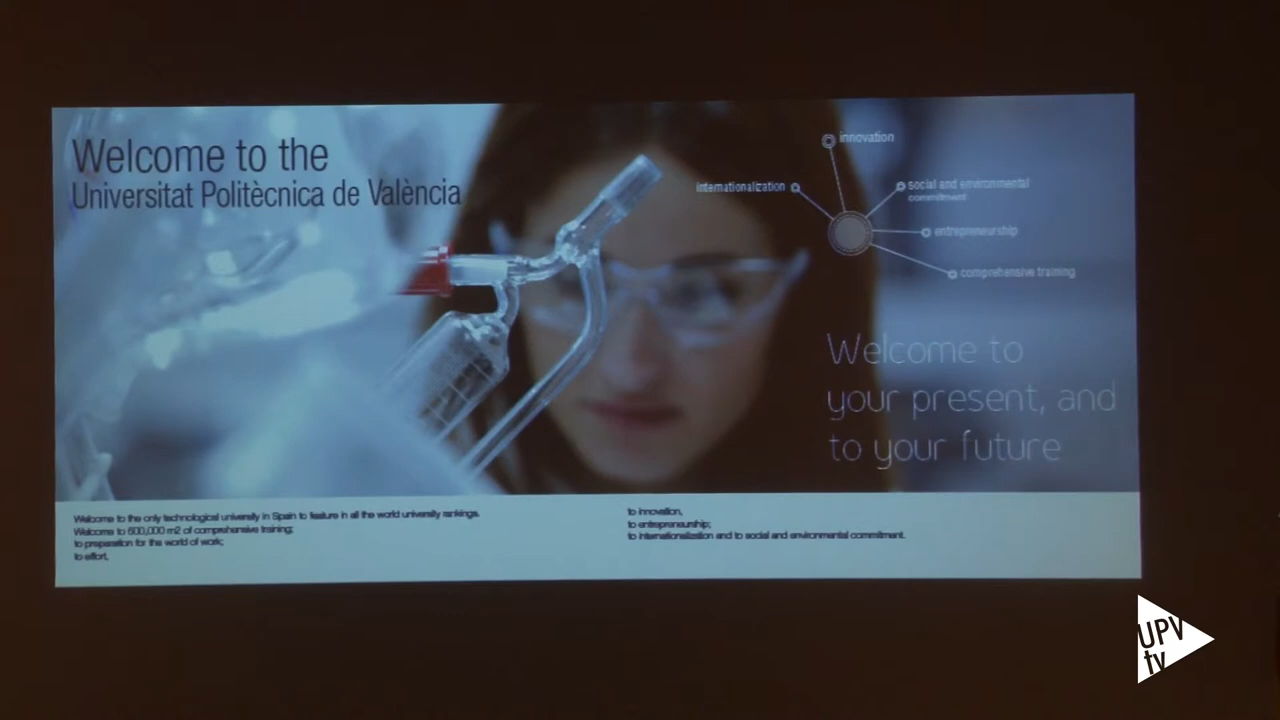 Welcome to the
Universitat Politècnica de València
innovation
internationalization
social and environmental
commitment
entrepreneurship
comprehensive training
Welcome to
your present, and
to your future
Welcome to the only technological university in Spain to feature in all the world university rankings.
Welcome to 600,000 m2 of comprehensive training;
to preparation for the world of work;
to effort,
to innovation,
to entrepreneurship;
to internationalization and to social and environmental commitment.
UPV
tv